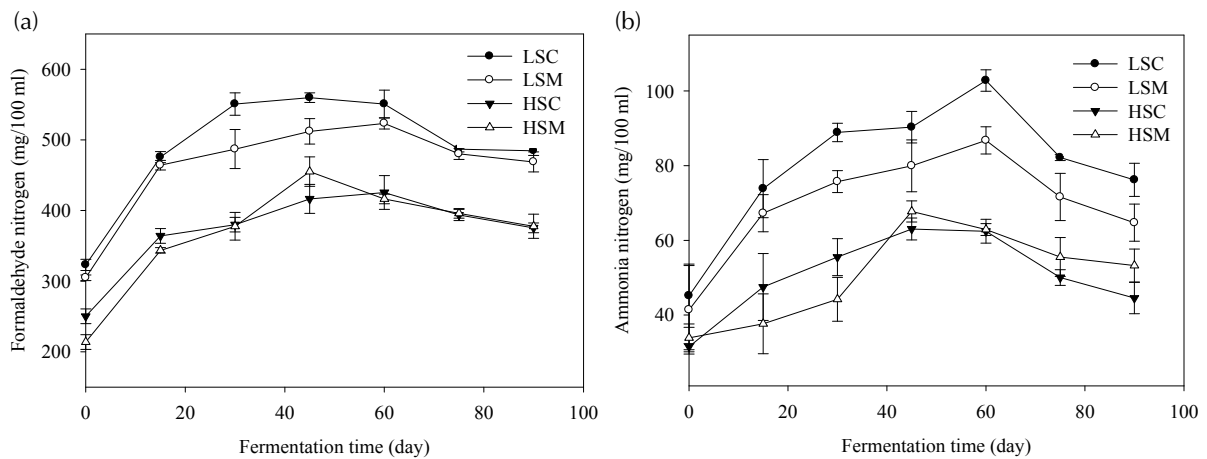 (a)
Formaldehyde nitrogen (mg/100 ml)
600
500
400
300
200
0
20
40
60
80
100
Fermentation time (day)
LSC
LSM
HSC
HSM
(b)
Ammonia nitrogen (mg/100 ml)
100
80
60
40
0
20
40
60
80
100
Fermentation time (day)
LSC
LSM
HSC
HSM